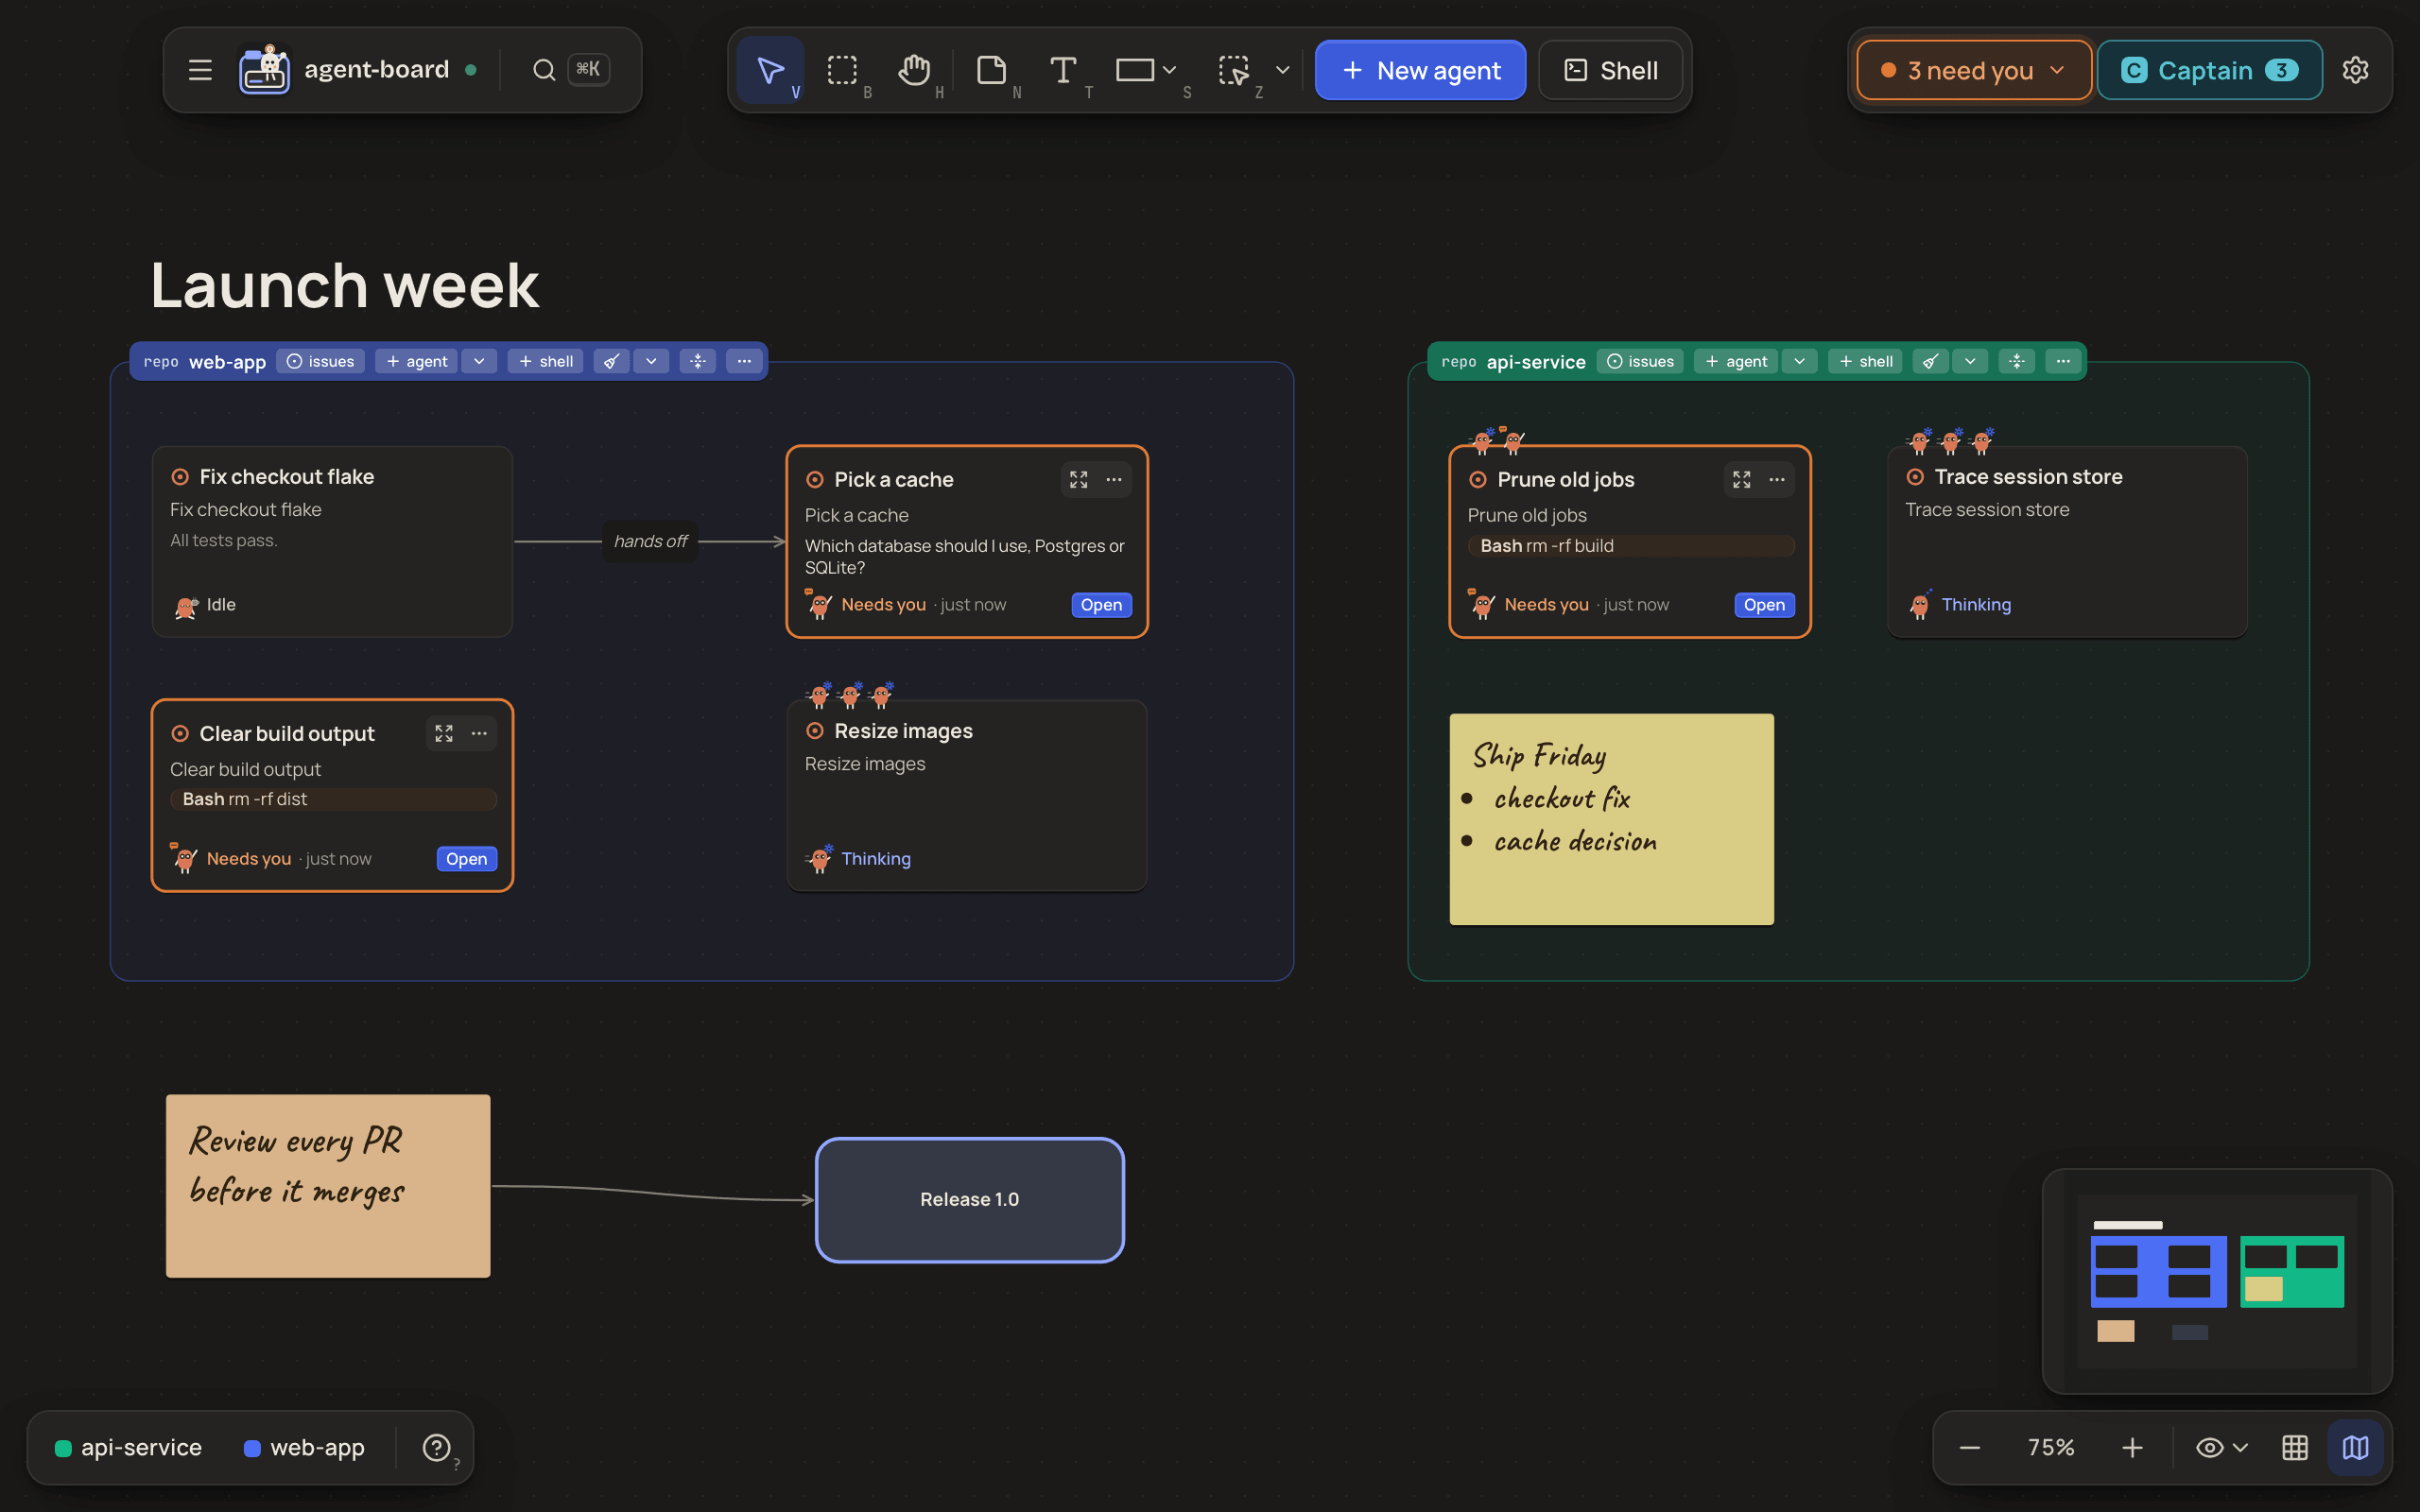 agent-board
⌘K
V
B
H
N
T
S
Z
New agent
Shell
3 need you
C Captain 3
Launch week
repo web-app issues + agent + shell
repo api-service issues + agent + shell
Fix checkout flake
Fix checkout flake
All tests pass.
Idle
hands off
Pick a cache
Pick a cache
Which database should I use, Postgres or
SQLite?
Needs you · just now
Open
Prune old jobs
Prune old jobs
Bash rm -rf build
Needs you · just now
Open
Trace session store
Trace session store
Thinking
Clear build output
Clear build output
Bash rm -rf dist
Needs you · just now
Open
Resize images
Resize images
Thinking
Ship Friday
• checkout fix
• cache decision
Review every PR
before it merges
Release 1.0
api-service
web-app
?
75%